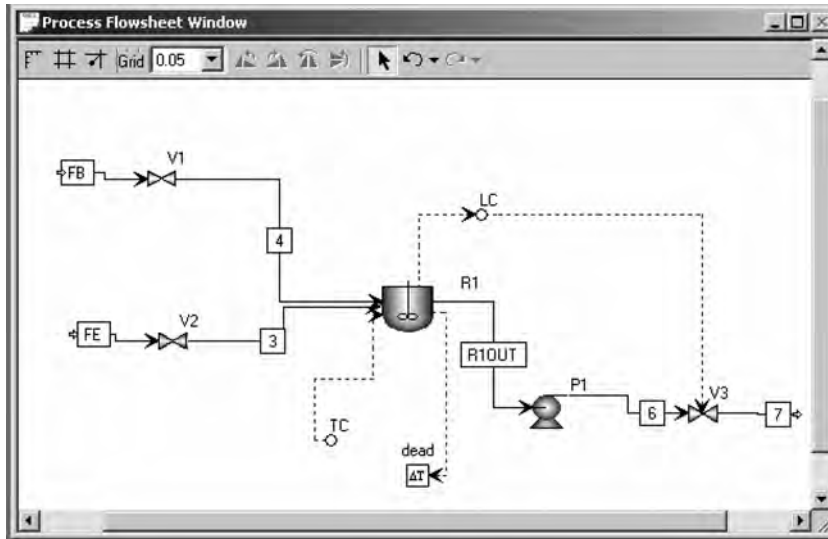 Process Flowsheet Window
Grid 0.05
FB
V1
4
LC
R1
FE
V2
3
R1OUT
P1
6
V3
7
TC
dead
ΔT